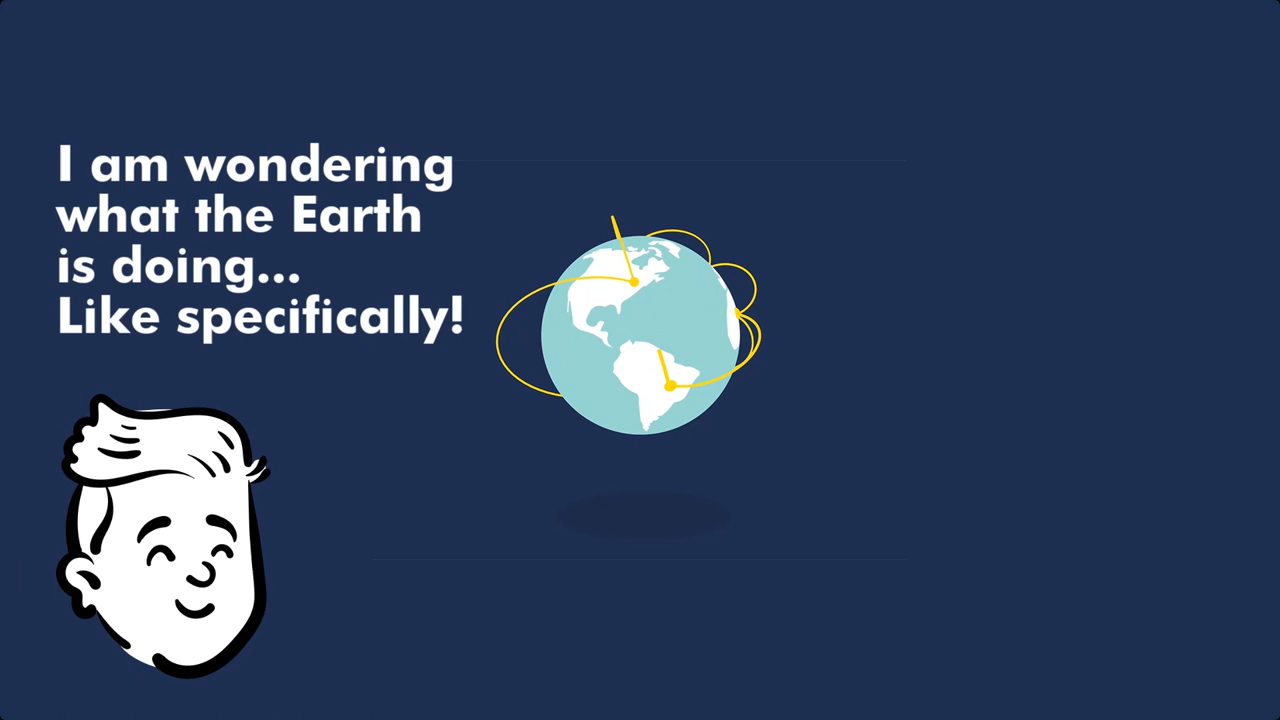 I am wondering
what the Earth
is doing...
Like specifically!